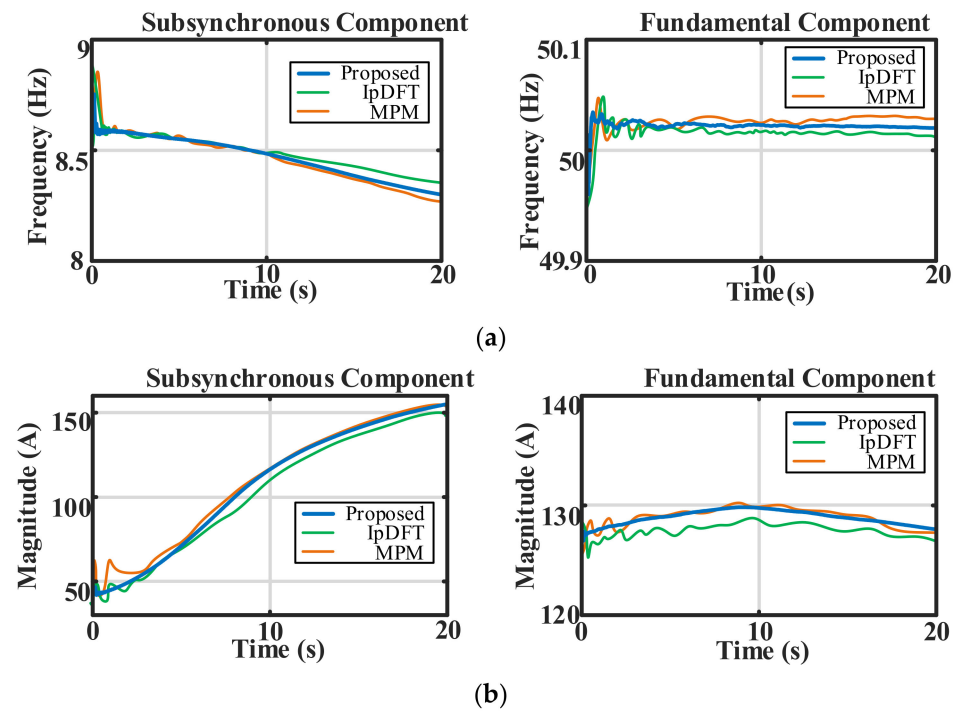 Subsynchronous Component
Fundamental Component
Frequency (Hz)
9
8.5
8
Proposed
IpDFT
MPM
0
10
20
Time (s)
Frequency (Hz)
50.1
50
49.9
Proposed
IpDFT
MPM
0
10
20
Time(s)
(a)
Subsynchronous Component
Fundamental Component
Magnitude (A)
150
100
50
Proposed
IpDFT
MPM
0
10
20
Time (s)
Magnitude (A)
140
130
120
Proposed
IpDFT
MPM
0
10
20
Time (s)
(b)